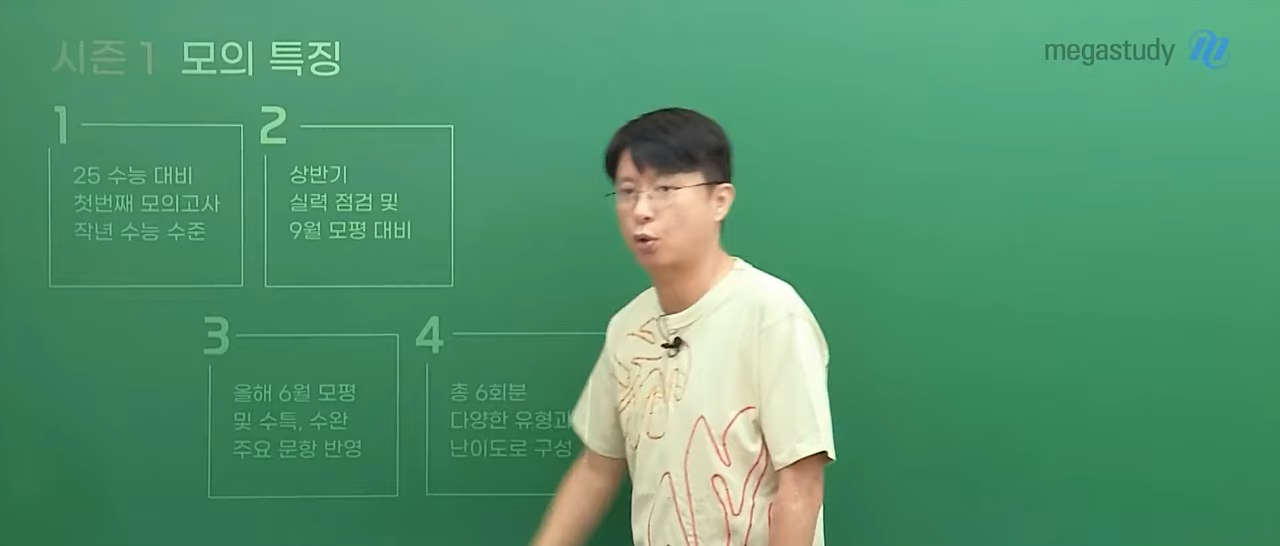 시즌 1 모의 특징
megastudy
1
25 수능 대비
첫번째 모의고사
작년 수능 수준
2
상반기
실력 점검 및
9월 모평 대비
3
올해 6월 모평
및 수특, 수완
주요 문항 반영
4
총 6회분
다양한 유형과
난이도로 구성